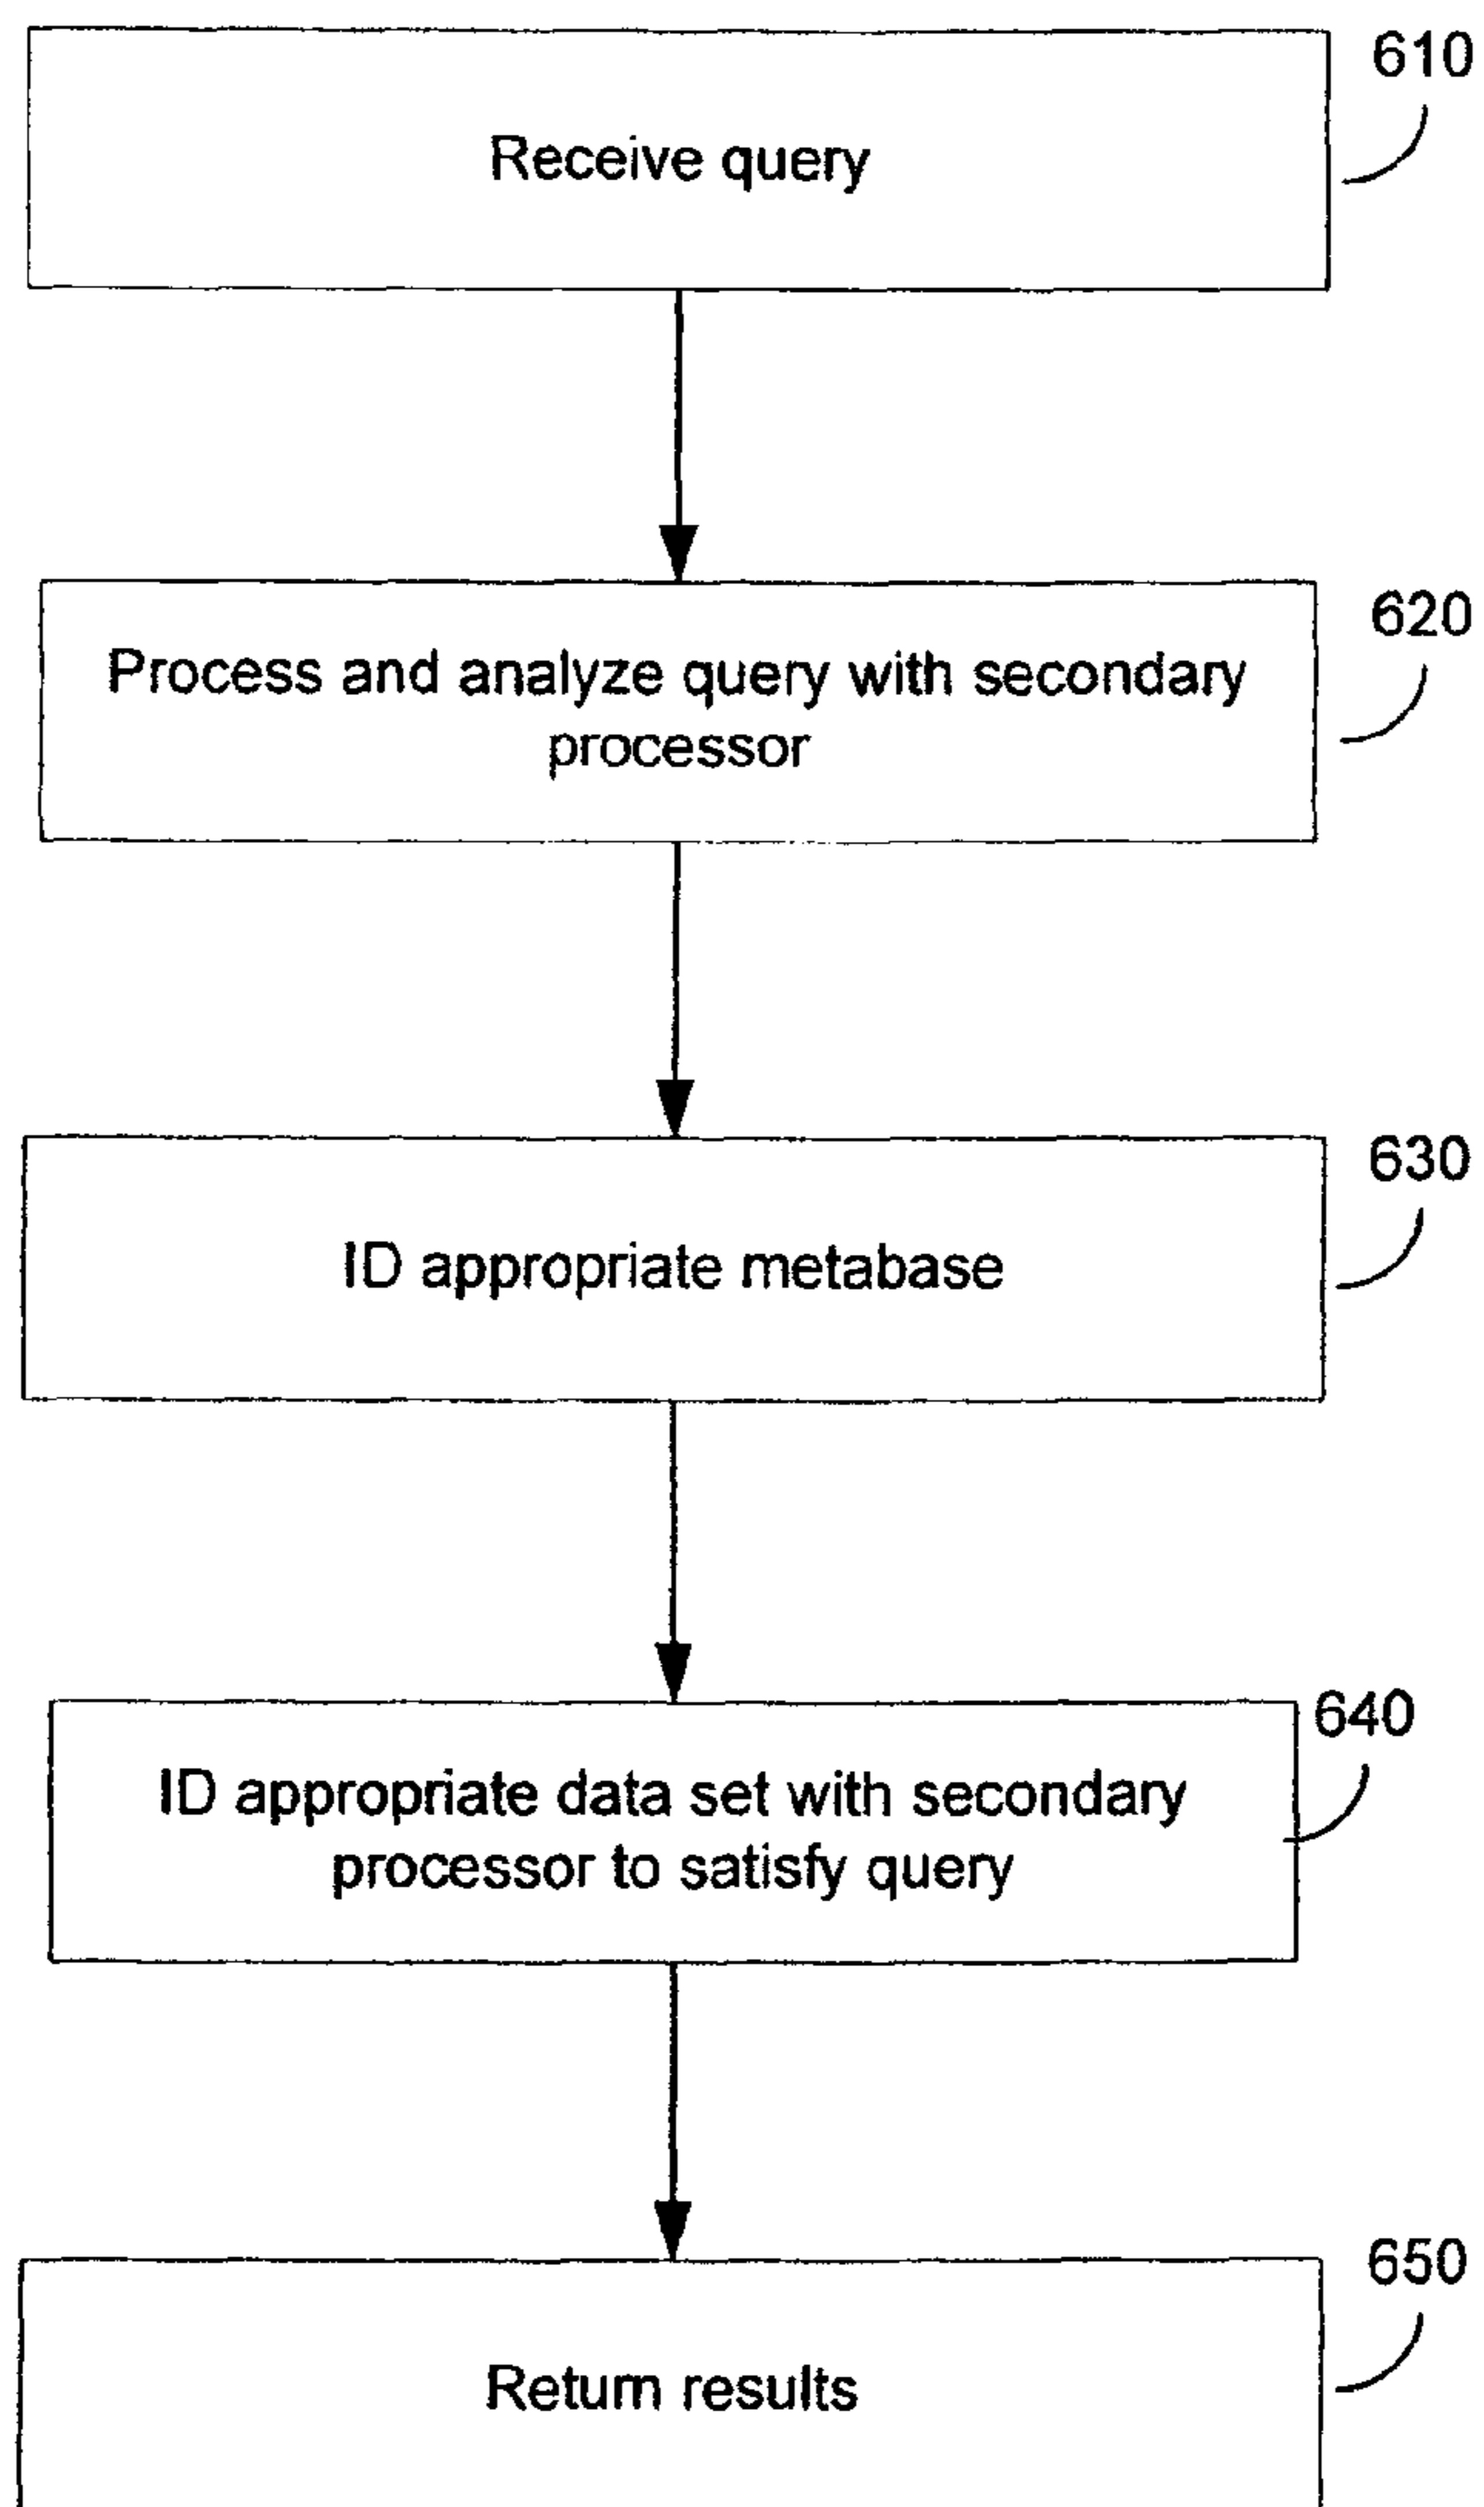 610
Receive query
620
Process and analyze query with secondary
processor
630
ID appropriate metabase
640
ID appropriate data set with secondary
processor to satisfy query
650
Return results